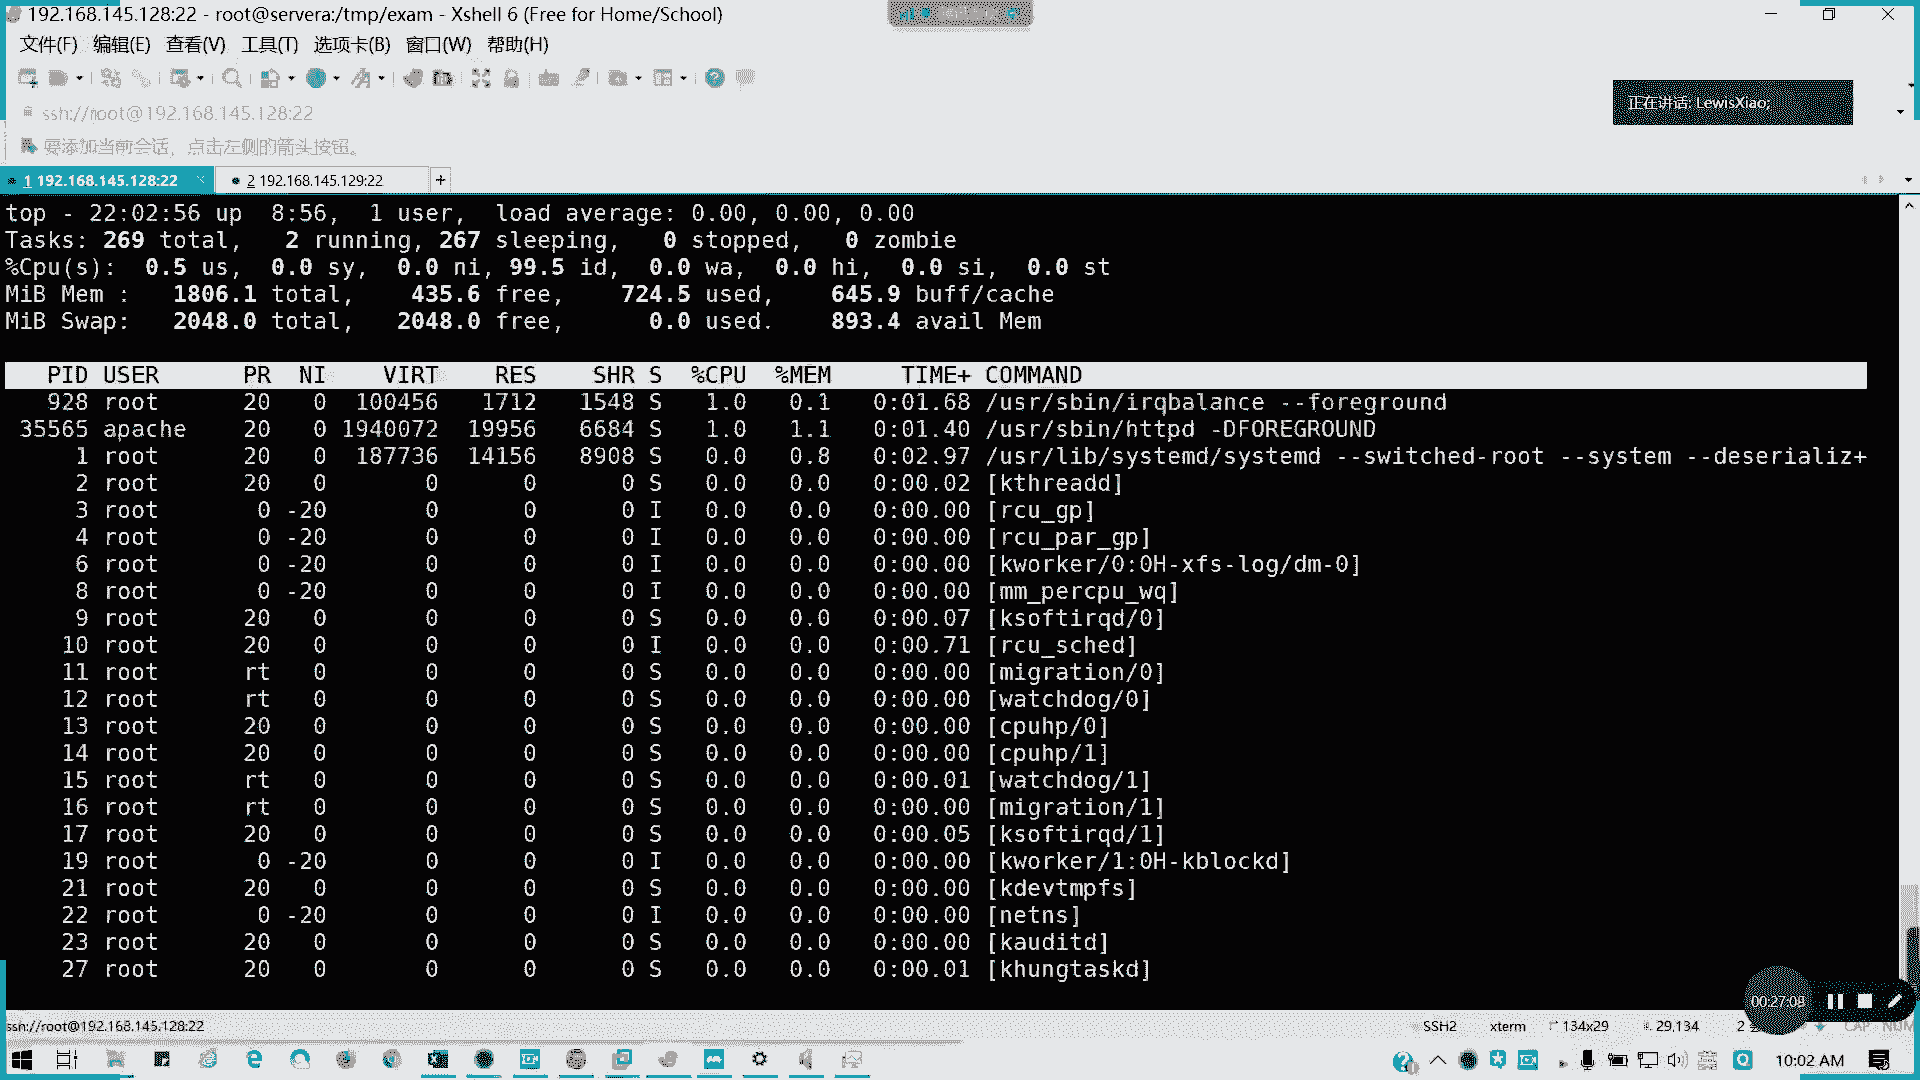 192.168.145.128:22 - root@servera:/tmp/exam - Xshell 6 (Free for Home/School)
文件(F) 编辑(E) 查看(V) 工具(T) 选项卡(B) 窗口(W) 帮助(H)
ssh://root@192.168.145.128:22
正在讲话: LewisXiao;
要添加当前会话，点击左侧的箭头按钮。
1 192.168.145.128:22 2 192.168.145.129:22 +
top - 22:02:56 up  8:56,  1 user,  load average: 0.00, 0.00, 0.00
Tasks: 269 total,   2 running, 267 sleeping,   0 stopped,   0 zombie
%Cpu(s):  0.5 us,  0.0 sy,  0.0 ni, 99.5 id,  0.0 wa,  0.0 hi,  0.0 si,  0.0 st
MiB Mem :   1806.1 total,    435.6 free,    724.5 used,    645.9 buff/cache
MiB Swap:   2048.0 total,   2048.0 free,      0.0 used.    893.4 avail Mem
PID USER PR NI VIRT RES SHR S %CPU %MEM TIME+ COMMAND
928 root 20 0 100456 1712 1548 S 1.0 0.1 0:01.68 /usr/sbin/irqbalance --foreground
35565 apache 20 0 1940072 19956 6684 S 1.0 1.1 0:01.40 /usr/sbin/httpd -DFOREGROUND
1 root 20 0 187736 14156 8908 S 0.0 0.8 0:02.97 /usr/lib/systemd/systemd --switched-root --system --deserializ+
2 root 20 0 0 0 0 S 0.0 0.0 0:00.02 [kthreadd]
3 root 0 -20 0 0 0 I 0.0 0.0 0:00.00 [rcu_gp]
4 root 0 -20 0 0 0 I 0.0 0.0 0:00.00 [rcu_par_gp]
6 root 0 -20 0 0 0 I 0.0 0.0 0:00.00 [kworker/0:0H-xfs-log/dm-0]
8 root 0 -20 0 0 0 I 0.0 0.0 0:00.00 [mm_percpu_wq]
9 root 20 0 0 0 0 S 0.0 0.0 0:00.07 [ksoftirqd/0]
10 root 20 0 0 0 0 I 0.0 0.0 0:00.71 [rcu_sched]
11 root rt 0 0 0 0 S 0.0 0.0 0:00.00 [migration/0]
12 root rt 0 0 0 0 S 0.0 0.0 0:00.00 [watchdog/0]
13 root 20 0 0 0 0 S 0.0 0.0 0:00.00 [cpuhp/0]
14 root 20 0 0 0 0 S 0.0 0.0 0:00.00 [cpuhp/1]
15 root rt 0 0 0 0 S 0.0 0.0 0:00.01 [watchdog/1]
16 root rt 0 0 0 0 S 0.0 0.0 0:00.00 [migration/1]
17 root 20 0 0 0 0 S 0.0 0.0 0:00.05 [ksoftirqd/1]
19 root 0 -20 0 0 0 I 0.0 0.0 0:00.00 [kworker/1:0H-kblockd]
21 root 20 0 0 0 0 S 0.0 0.0 0:00.00 [kdevtmpfs]
22 root 0 -20 0 0 0 I 0.0 0.0 0:00.00 [netns]
23 root 20 0 0 0 0 S 0.0 0.0 0:00.00 [kauditd]
27 root 20 0 0 0 0 S 0.0 0.0 0:00.01 [khungtaskd]
00:27:08
ssh://root@192.168.145.128:22 SSH2 xterm 134x29 29,134 2 CAP NUM
10:02 AM